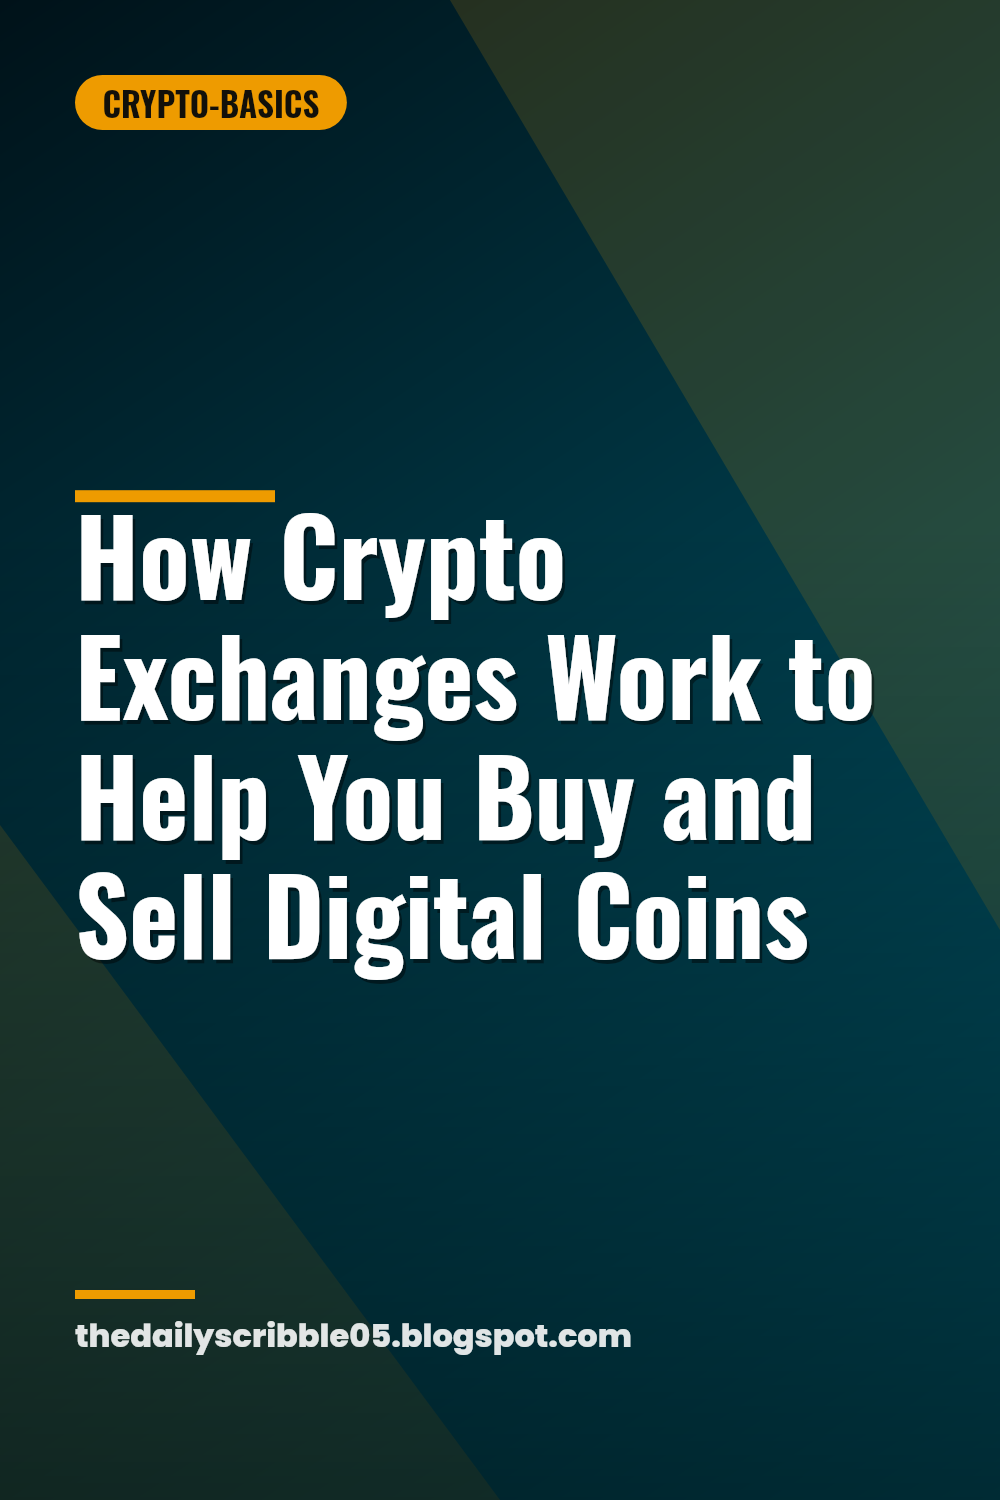 CRYPTO-BASICS
How Crypto
Exchanges Work to
Help You Buy and
Sell Digital Coins
thedailyscribble05.blogspot.com